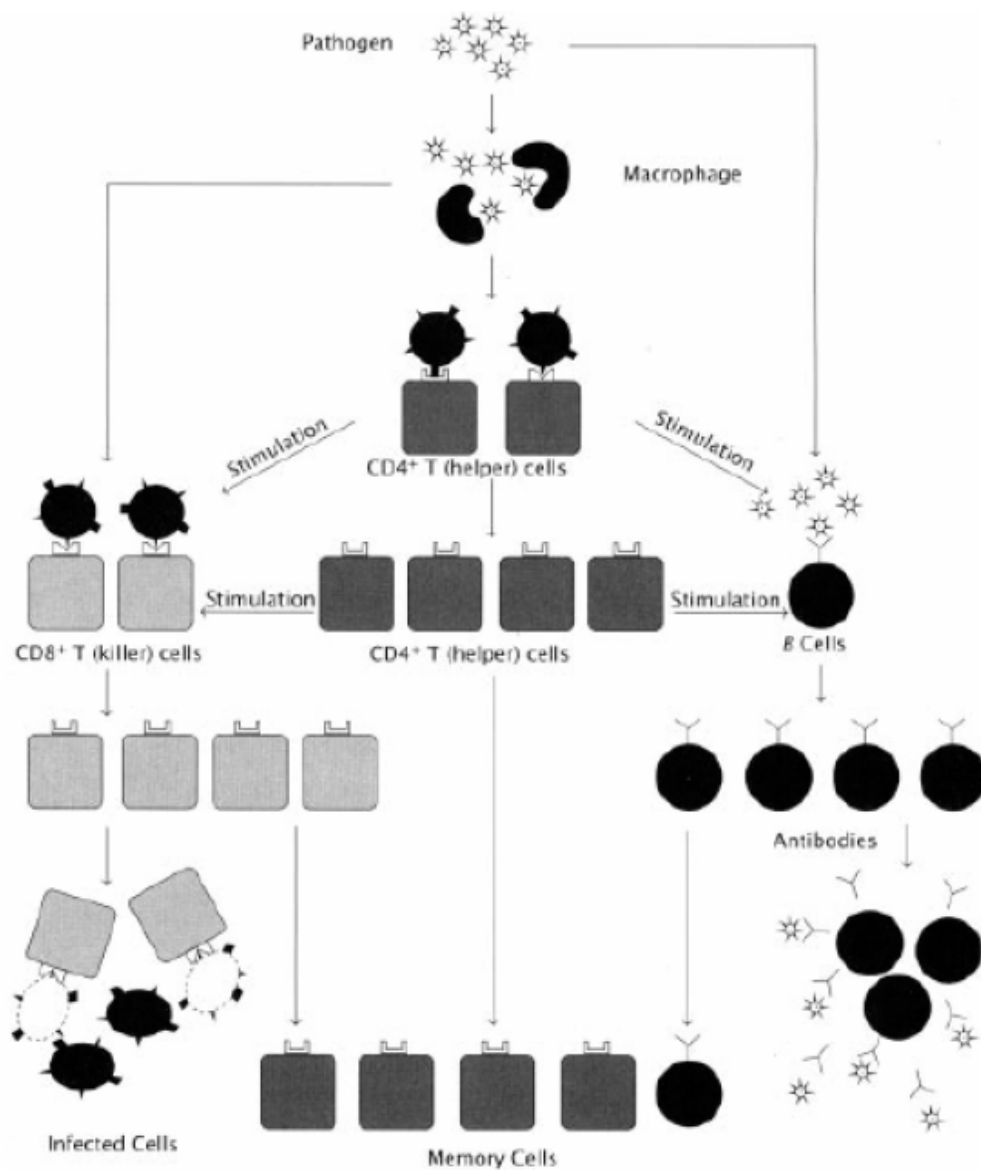 Pathogen
Macrophage
Stimulation
Stimulation
CD4⁺ T (helper) cells
Stimulation
Stimulation
CD8⁺ T (killer) cells
CD4⁺ T (helper) cells
B Cells
Antibodies
Infected Cells
Memory Cells